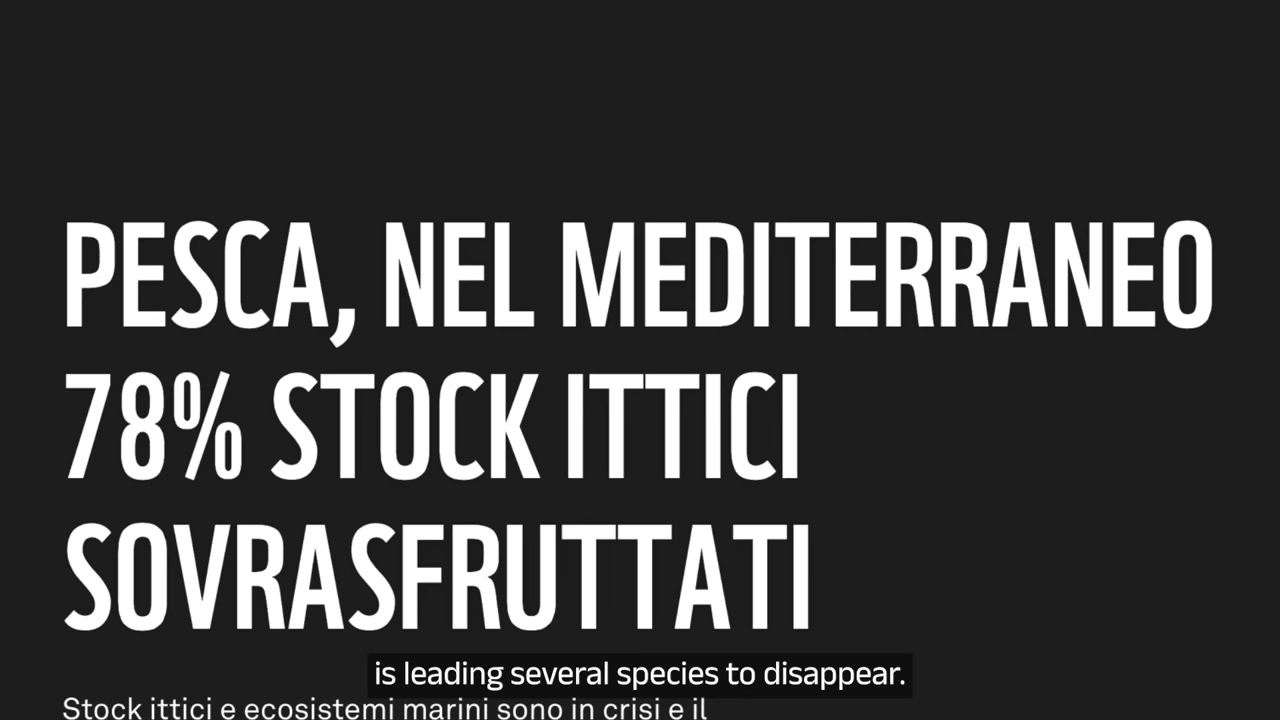 PESCA, NEL MEDITERRANEO
78% STOCK ITTICI
SOVRASFRUTTATI
is leading several species to disappear.
Stock ittici e ecosistemi marini sono in crisi e il